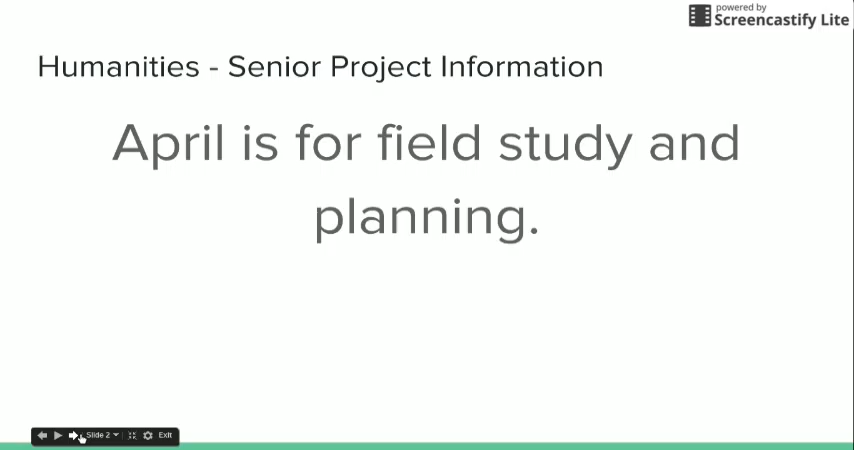 powered by
Screencastify Lite
Humanities - Senior Project Information
April is for field study and
planning.
Slide 2
Exit